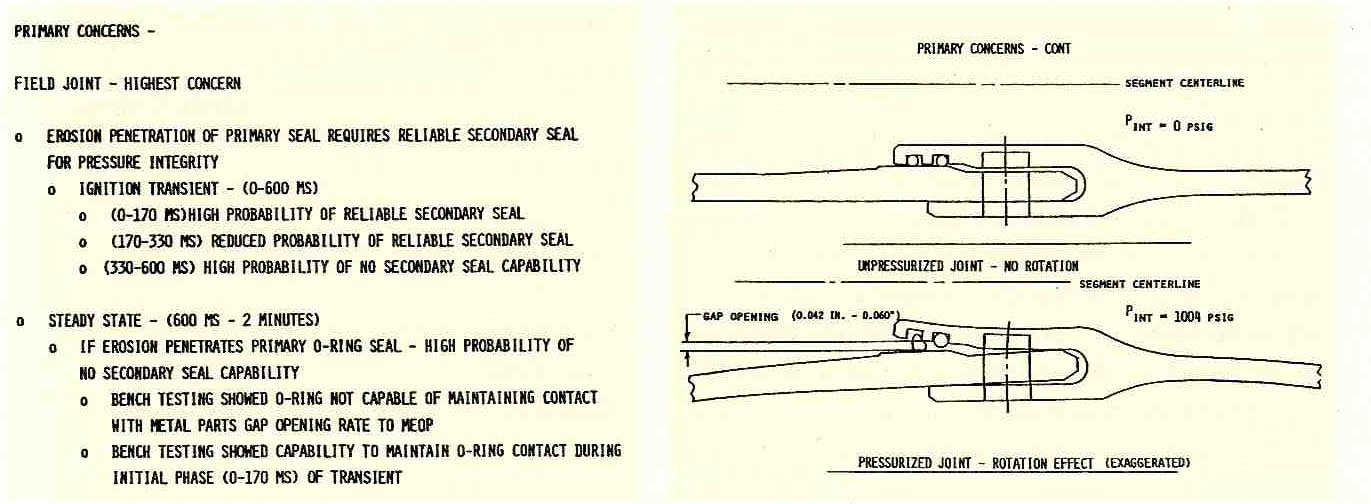 PRIMARY CONCERNS -
FIELD JOINT - HIGHEST CONCERN
o EROSION PENETRATION OF PRIMARY SEAL REQUIRES RELIABLE SECONDARY SEAL
FOR PRESSURE INTEGRITY
o IGNITION TRANSIENT - (0-600 MS)
o (0-170 MS)HIGH PROBABILITY OF RELIABLE SECONDARY SEAL
o (170-330 MS) REDUCED PROBABILITY OF RELIABLE SECONDARY SEAL
o (330-600 MS) HIGH PROBABILITY OF NO SECONDARY SEAL CAPABILITY
o STEADY STATE - (600 MS - 2 MINUTES)
o IF EROSION PENETRATES PRIMARY O-RING SEAL - HIGH PROBABILITY OF
NO SECONDARY SEAL CAPABILITY
o BENCH TESTING SHOWED O-RING NOT CAPABLE OF MAINTAINING CONTACT
WITH METAL PARTS GAP OPENING RATE TO MEOP
o BENCH TESTING SHOWED CAPABILITY TO MAINTAIN O-RING CONTACT DURING
INITIAL PHASE (0-170 MS) OF TRANSIENT
PRIMARY CONCERNS - CONT
SEGMENT CENTERLINE
PINT = 0 PSIG
UNPRESSURIZED JOINT - NO ROTATION
SEGMENT CENTERLINE
GAP OPENING (0.042 IN. - 0.060")
PINT = 1004 PSIG
PRESSURIZED JOINT - ROTATION EFFECT (EXAGGERATED)